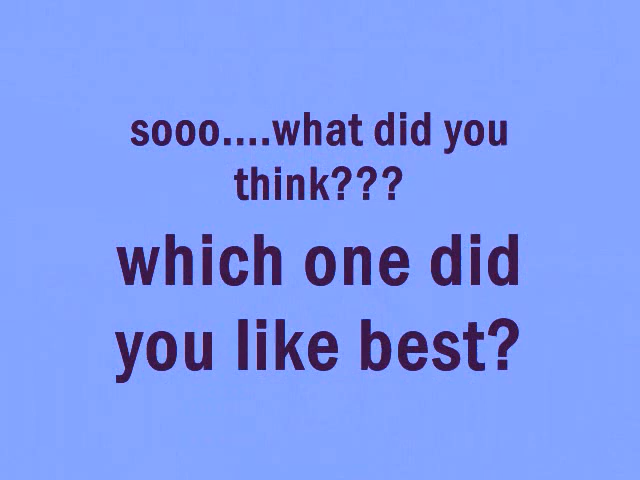 sooo....what did you
think???
which one did
you like best?